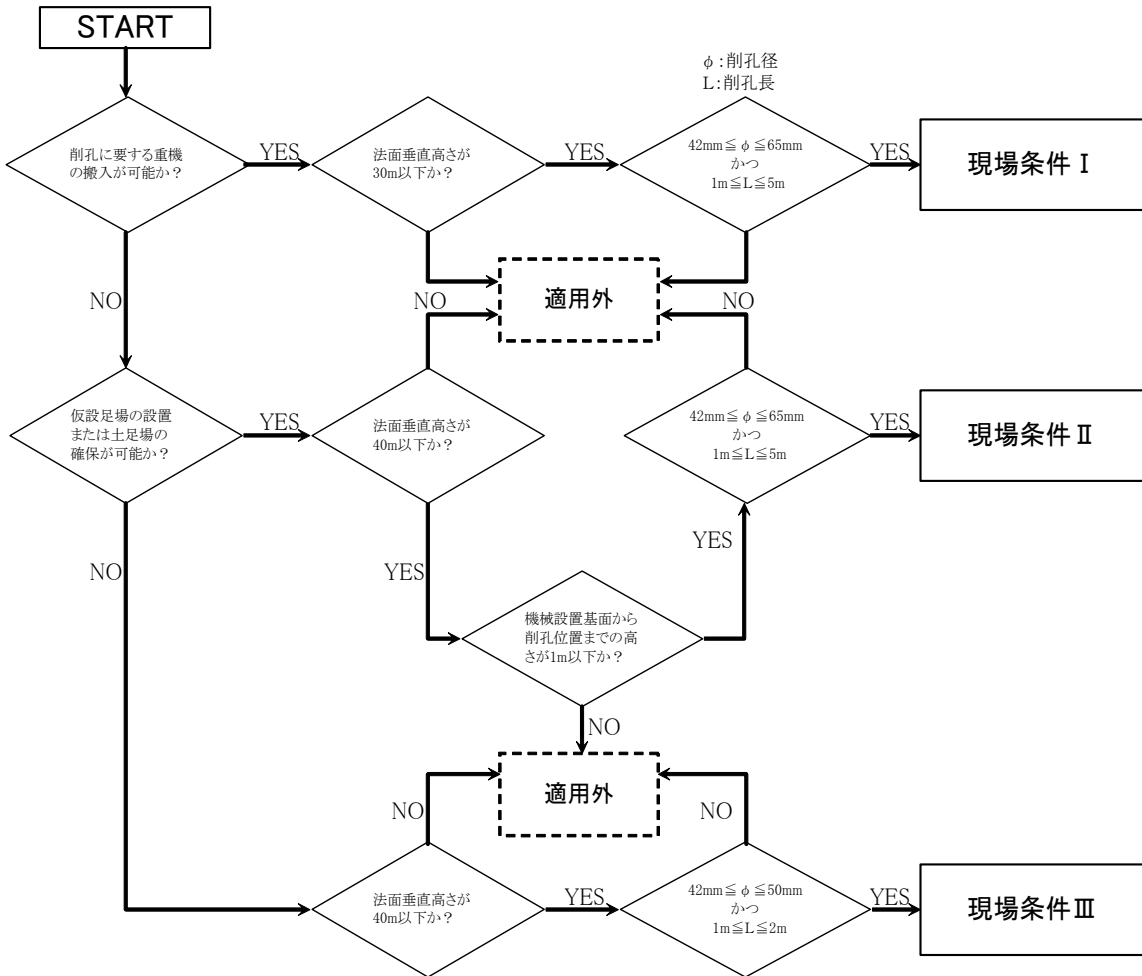 START
φ:削孔径
L:削孔長
削孔に要する重機
の搬入が可能か?
YES
法面垂直高さが
30m以下か?
YES
42mm≦φ≦65mm
かつ
1m≦L≦5m
YES
現場条件Ⅰ
NO
適用外
NO
NO
仮設足場の設置
または土足場の
確保が可能か?
YES
法面垂直高さが
40m以下か?
42mm≦φ≦65mm
かつ
1m≦L≦5m
YES
現場条件Ⅱ
NO
YES
YES
機械設置基面から
削孔位置までの高
さが1m以下か?
NO
適用外
NO
NO
法面垂直高さが
40m以下か?
YES
42mm≦φ≦50mm
かつ
1m≦L≦2m
YES
現場条件Ⅲ